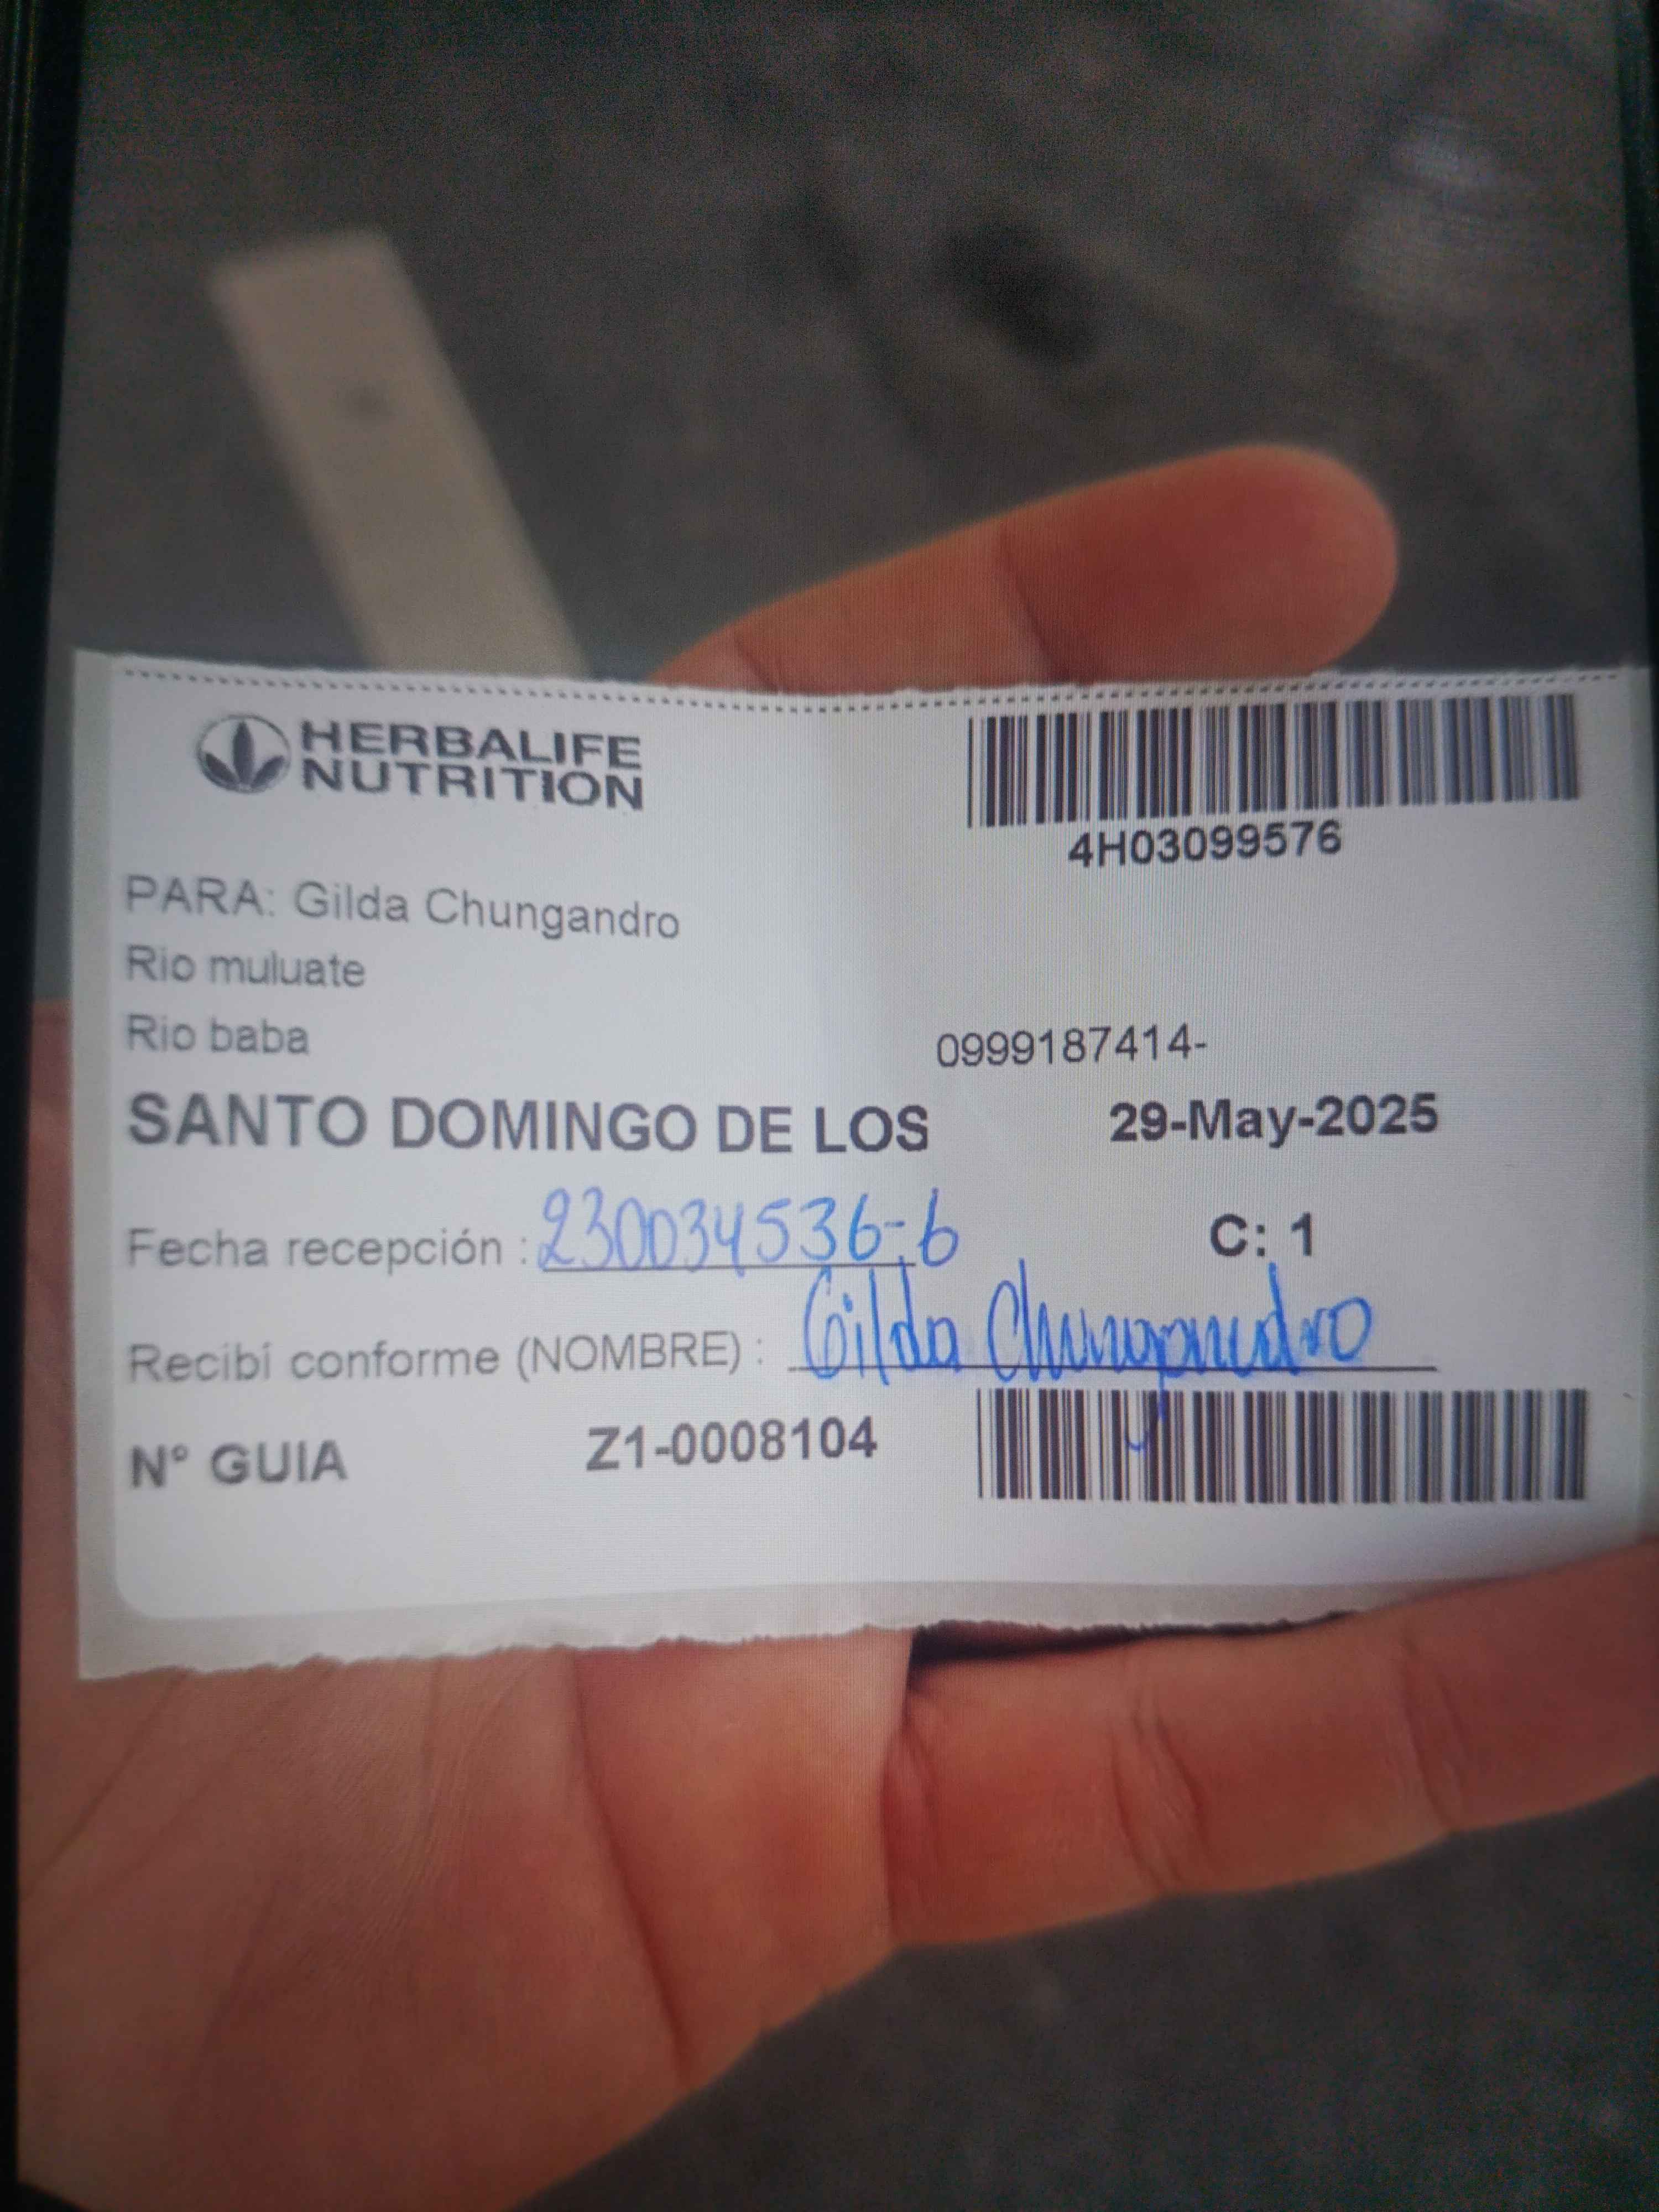 HERBALIFE
NUTRITION
4H03099576
PARA: Gilda Chungandro
Rio muluate
Rio baba
0999187414-
SANTO DOMINGO DE LOS 29-May-2025
Fecha recepción : 230034536-6 C: 1
Recibí conforme (NOMBRE) : Gilda Chungandro
N° GUIA Z1-0008104